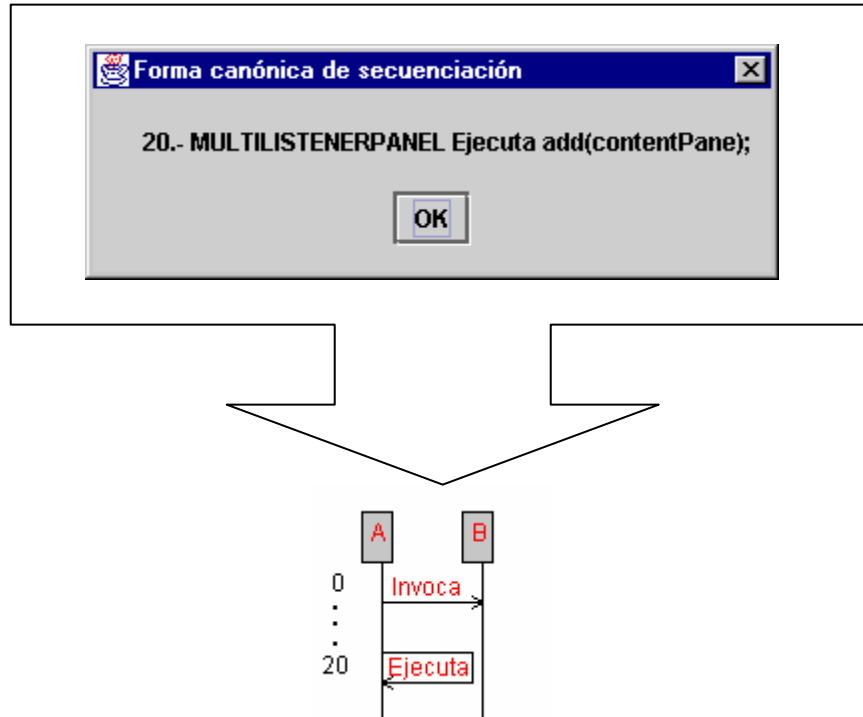 Forma canónica de secuenciación
20.- MULTILISTENERPANEL Ejecuta add(contentPane);
OK
A B
0 Invoca
.
.
.
20 Ejecuta